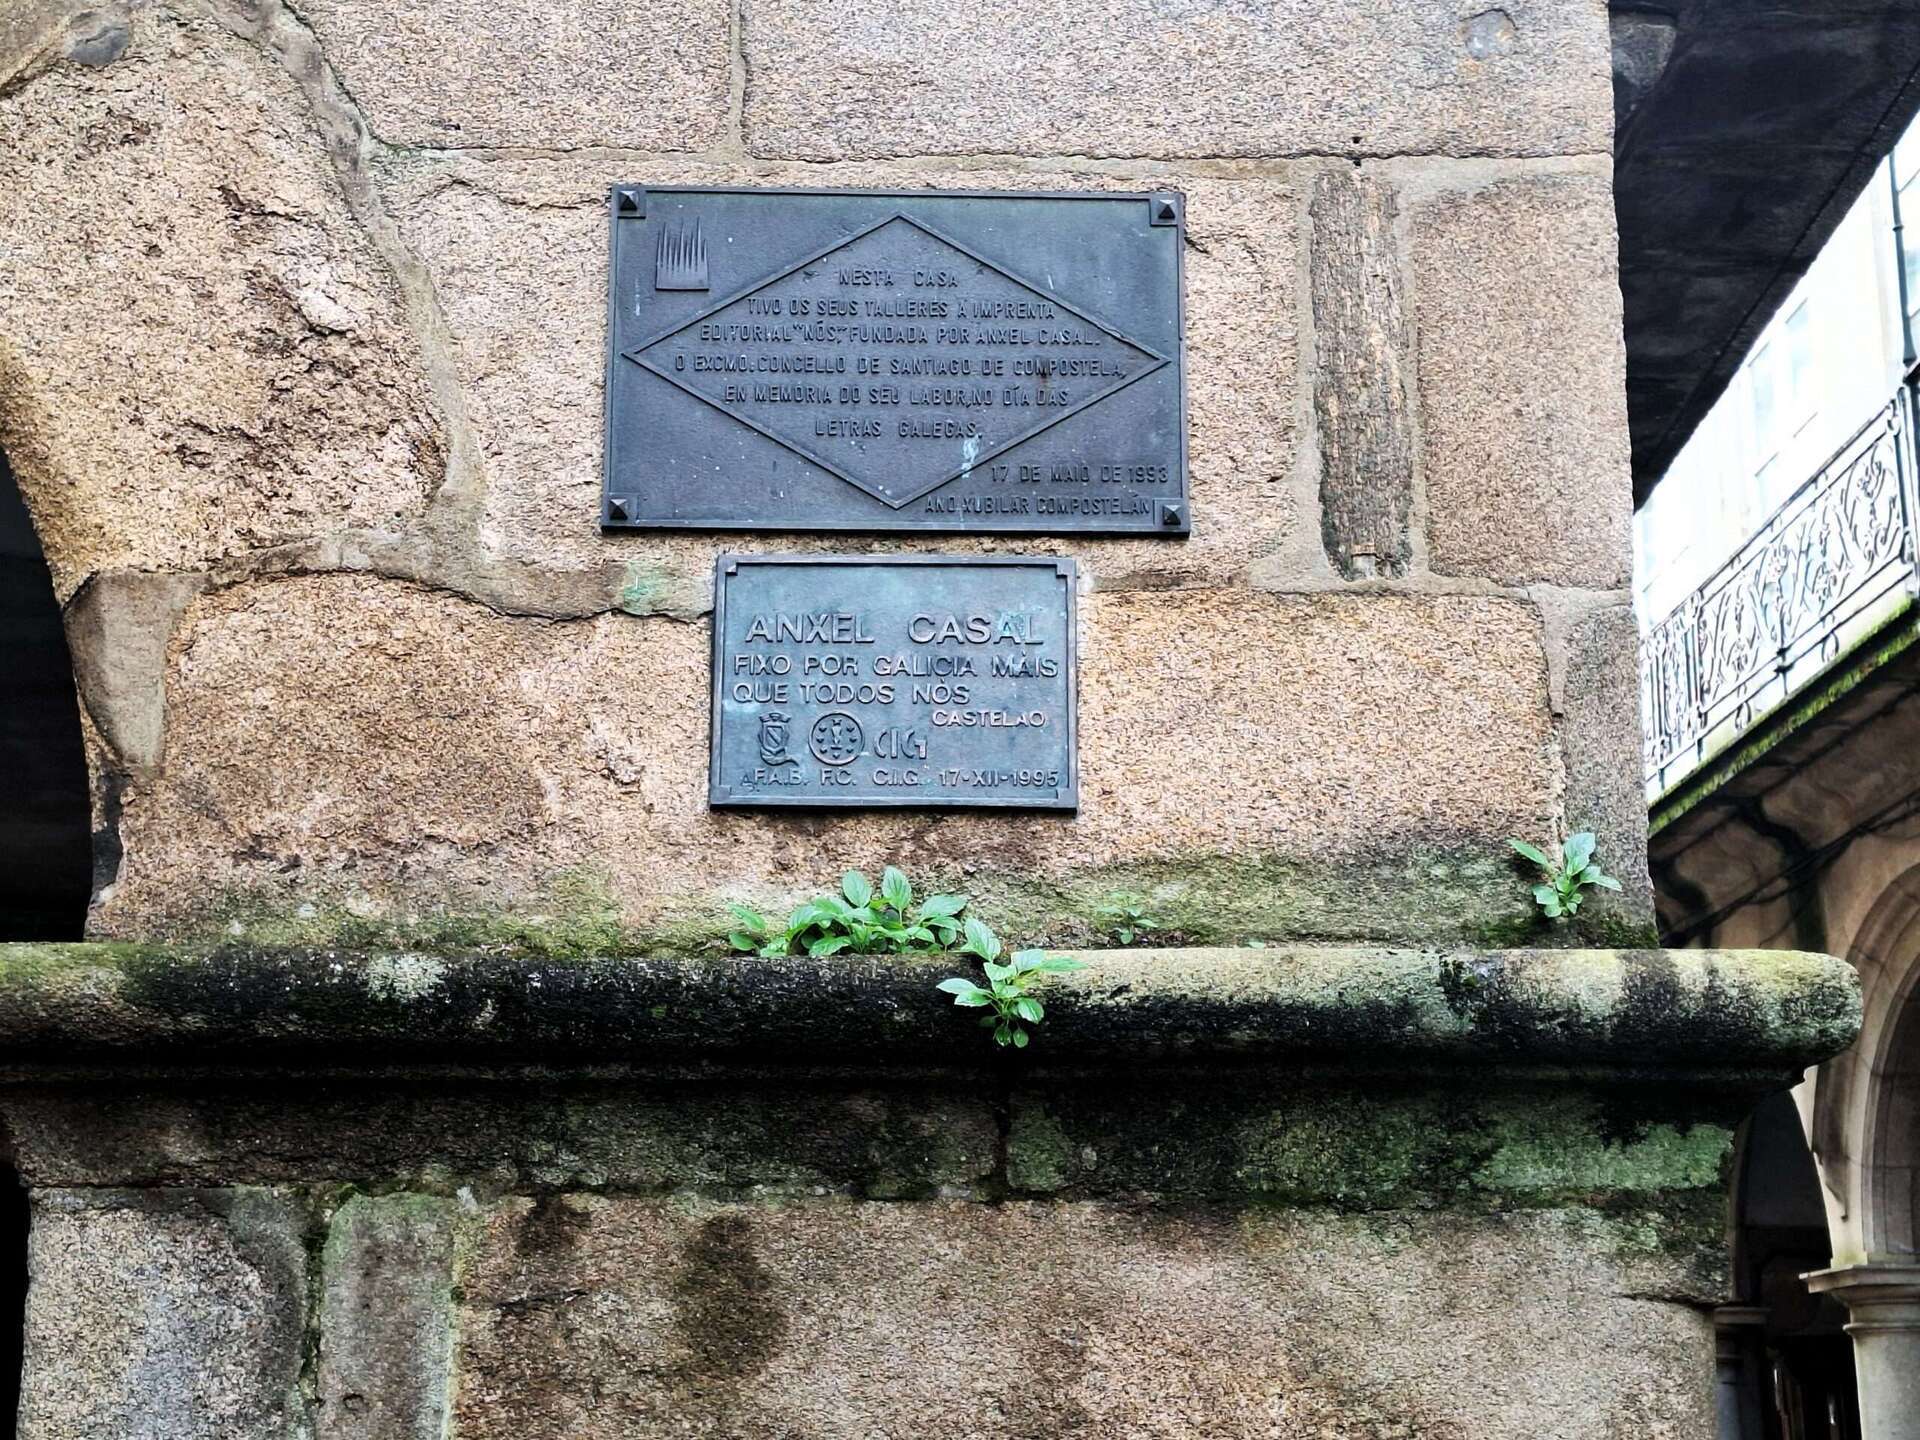 NESTA CASA
TIVO OS SEUS TALLERES A IMPRENTA
EDITORIAL "NÓS", FUNDADA POR ANXEL CASAL.
O EXCMO. CONCELLO DE SANTIAGO DE COMPOSTELA,
EN MEMORIA DO SEU LABOR, NO DÍA DAS
LETRAS GALEGAS.
17 DE MAIO DE 1993
ANO XUBILAR COMPOSTELÁN
ANXEL CASAL
FIXO POR GALICIA MÁIS
QUE TODOS NÓS
CASTELAO
CIG
A.F.A.B. F.C. C.I.G. 17-XII-1995